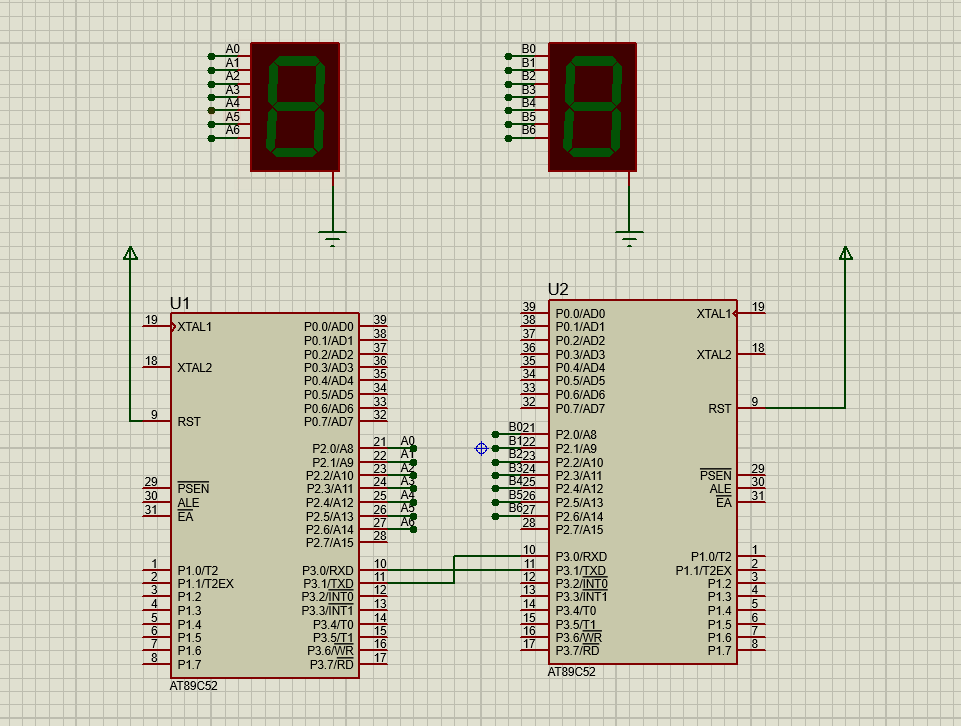 A0 B0
A1 B1
A2 B2
A3 B3
A4 B4
A5 B5
A6 B6
U1
19 XTAL1 P0.0/AD0 39
P0.1/AD1 38
P0.2/AD2 37
18 XTAL2 P0.3/AD3 36
P0.4/AD4 35
P0.5/AD5 34
P0.6/AD6 33
9 RST P0.7/AD7 32
P2.0/A8 21 A0
P2.1/A9 22 A1
P2.2/A10 23 A2
29 PSEN P2.3/A11 24 A3
30 ALE P2.4/A12 25 A4
31 EA P2.5/A13 26 A5
P2.6/A14 27 A6
P2.7/A15 28
1 P1.0/T2 P3.0/RXD 10
2 P1.1/T2EX P3.1/TXD 11
3 P1.2 P3.2/INT0 12
4 P1.3 P3.3/INT1 13
5 P1.4 P3.4/T0 14
6 P1.5 P3.5/T1 15
7 P1.6 P3.6/WR 16
8 P1.7 P3.7/RD 17
AT89C52
U2
39 P0.0/AD0 XTAL1 19
38 P0.1/AD1
37 P0.2/AD2
36 P0.3/AD3 XTAL2 18
35 P0.4/AD4
34 P0.5/AD5
33 P0.6/AD6
32 P0.7/AD7 RST 9
B0 21 P2.0/A8
B1 22 P2.1/A9
B2 23 P2.2/A10
B3 24 P2.3/A11 PSEN 29
B4 25 P2.4/A12 ALE 30
B5 26 P2.5/A13 EA 31
B6 27 P2.6/A14
28 P2.7/A15
10 P3.0/RXD P1.0/T2 1
11 P3.1/TXD P1.1/T2EX 2
12 P3.2/INT0 P1.2 3
13 P3.3/INT1 P1.3 4
14 P3.4/T0 P1.4 5
15 P3.5/T1 P1.5 6
16 P3.6/WR P1.6 7
17 P3.7/RD P1.7 8
AT89C52